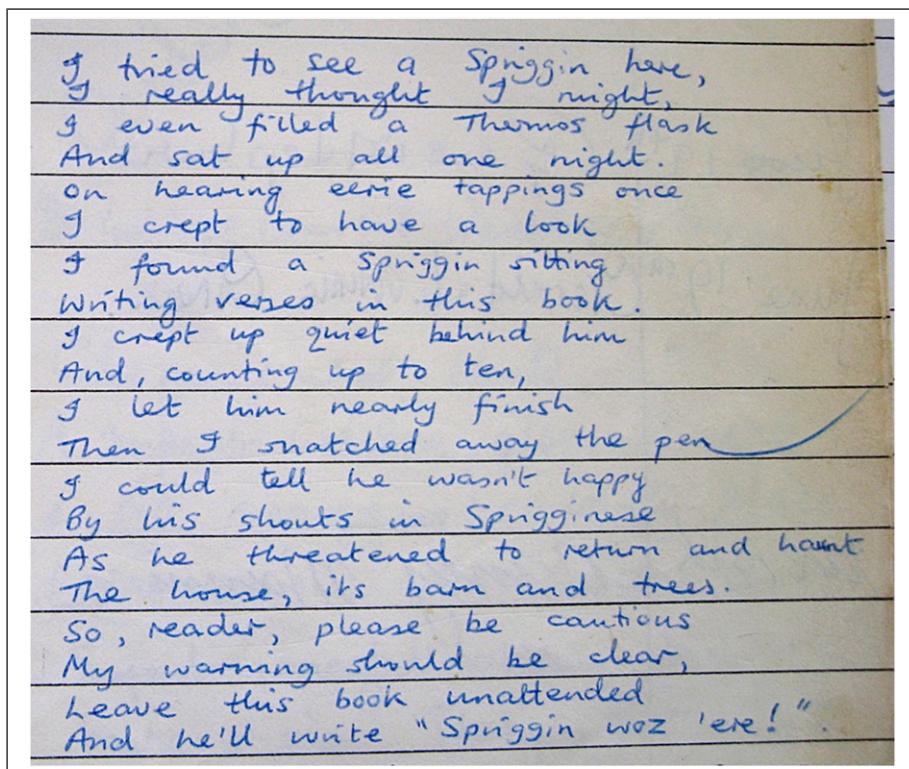 I tried to see a Spriggin here,
I really thought I might,
I even filled a Thermos flask
And sat up all one night.
On hearing eerie tappings once
I crept to have a look
I found a Spriggin sitting
Writing verses in this book.
I crept up quiet behind him
And, counting up to ten,
I let him nearly finish
Then I snatched away the pen
I could tell he wasn't happy
By his shouts in Sprigginese
As he threatened to return and haunt
The house, its barn and trees.
So, reader, please be cautious
My warning should be clear,
Leave this book unattended
And he'll write "Spriggin woz 'ere!".